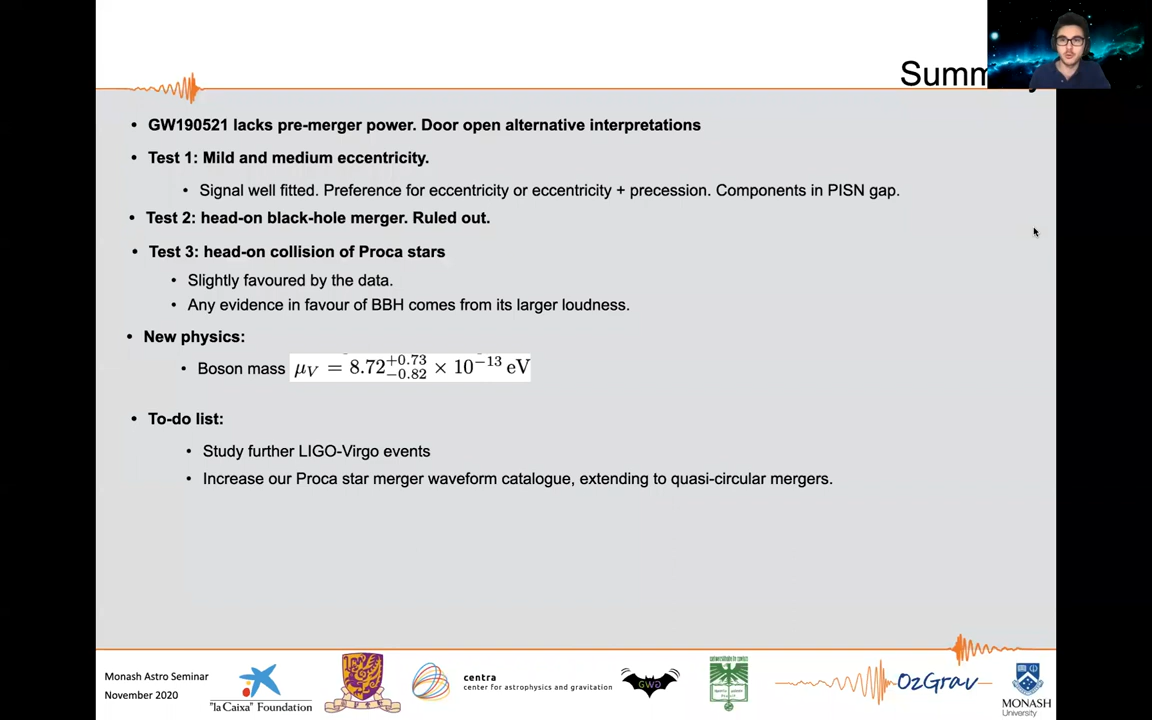 Summ
• GW190521 lacks pre-merger power. Door open alternative interpretations
• Test 1: Mild and medium eccentricity.
• Signal well fitted. Preference for eccentricity or eccentricity + precession. Components in PISN gap.
• Test 2: head-on black-hole merger. Ruled out.
• Test 3: head-on collision of Proca stars
• Slightly favoured by the data.
• Any evidence in favour of BBH comes from its larger loudness.
• New physics:
• Boson mass μ_V = 8.72^{+0.73}_{−0.82} × 10^{−13} eV
• To-do list:
• Study further LIGO-Virgo events
• Increase our Proca star merger waveform catalogue, extending to quasi-circular mergers.
Monash Astro Seminar
November 2020
"la Caixa" Foundation
centra
center for astrophysics and gravitation
GWG
OzGrav
MONASH
University